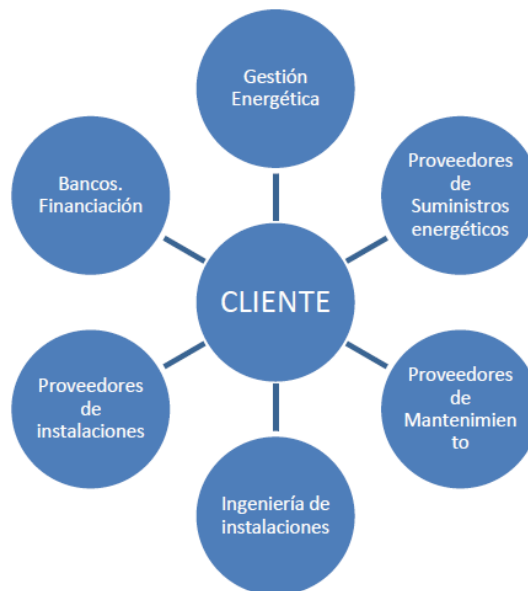 Gestión
Energética
Bancos.
Financiación
Proveedores
de
Suministros
energéticos
CLIENTE
Proveedores
de
instalaciones
Proveedores
de
Mantenimien
to
Ingeniería de
instalaciones